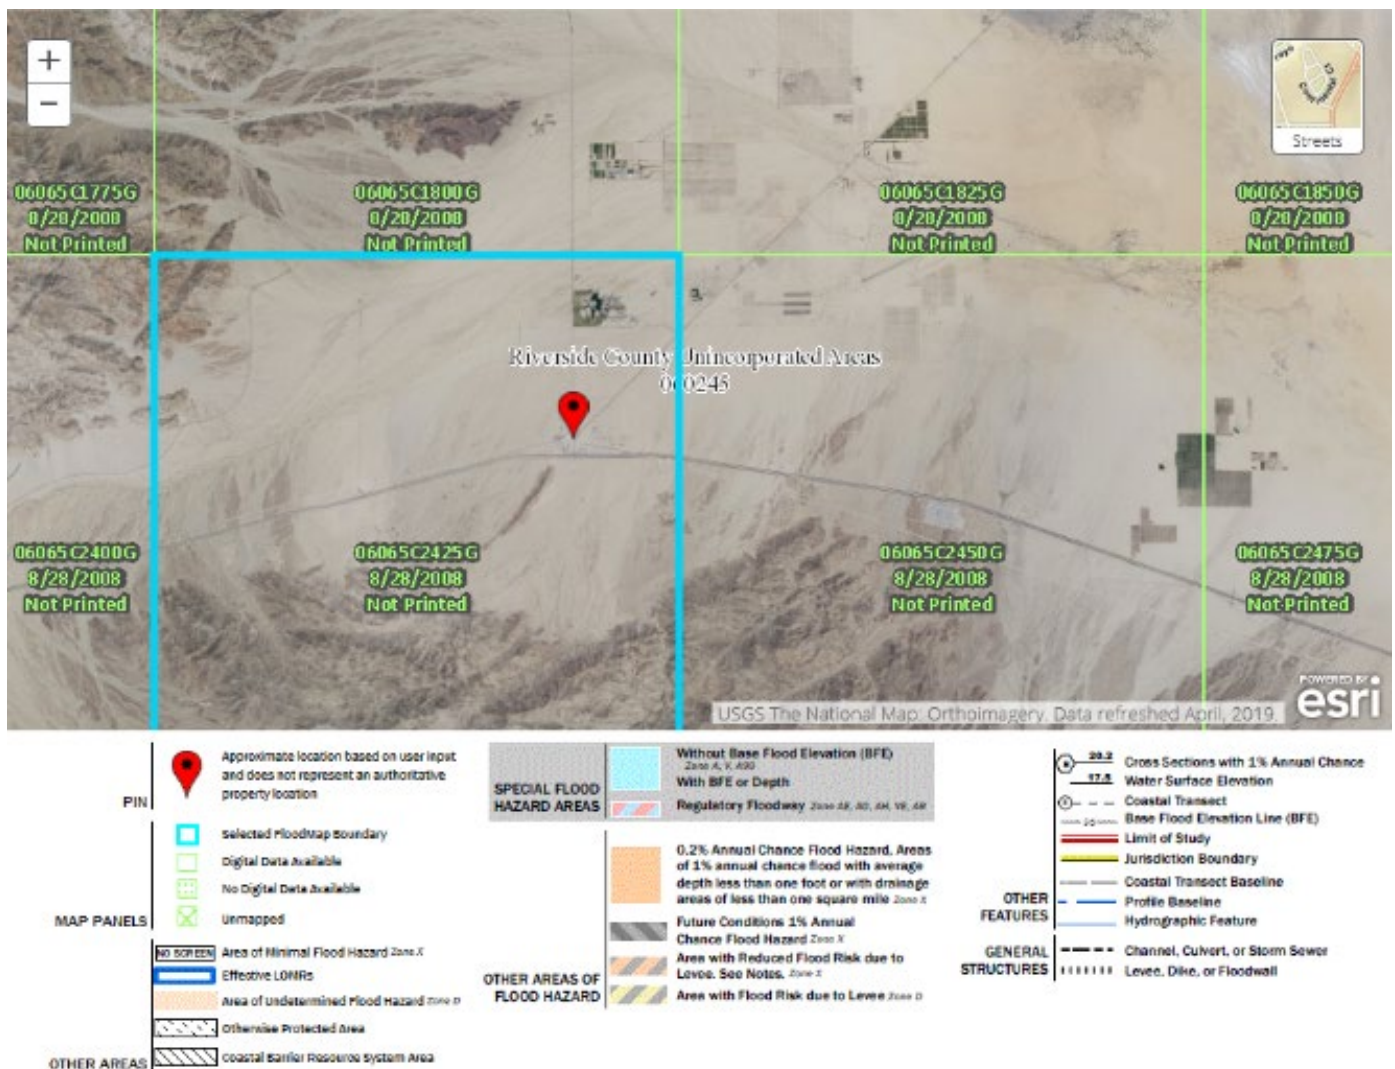 +
−
Streets
06065C1775G
8/28/2008
Not Printed
06065C1800G
8/28/2008
Not Printed
06065C1825G
8/28/2008
Not Printed
06065C1850G
8/28/2008
Not Printed
Riverside County Unincorporated Areas
060245
06065C2400G
8/28/2008
Not Printed
06065C2425G
8/28/2008
Not Printed
06065C2450G
8/28/2008
Not Printed
06065C2475G
8/28/2008
Not Printed
POWERED BY
esri
USGS The National Map: Orthoimagery. Data refreshed April, 2019.
PIN
Approximate location based on user input
and does not represent an authoritative
property location
MAP PANELS
Selected FloodMap Boundary
Digital Data Available
No Digital Data Available
Unmapped
OTHER AREAS
NO SCREEN Area of Minimal Flood Hazard Zone X
Effective LOMRs
Area of Undetermined Flood Hazard Zone D
Otherwise Protected Area
Coastal Barrier Resource System Area
SPECIAL FLOOD
HAZARD AREAS
Without Base Flood Elevation (BFE)
Zone A, V, A99
With BFE or Depth
Regulatory Floodway Zone AE, AO, AH, VE, AR
OTHER AREAS OF
FLOOD HAZARD
0.2% Annual Chance Flood Hazard, Areas
of 1% annual chance flood with average
depth less than one foot or with drainage
areas of less than one square mile Zone X
Future Conditions 1% Annual
Chance Flood Hazard Zone X
Area with Reduced Flood Risk due to
Levee. See Notes. Zone X
Area with Flood Risk due to Levee Zone D
OTHER
FEATURES
20.2 Cross Sections with 1% Annual Chance
17.5 Water Surface Elevation
Coastal Transect
Base Flood Elevation Line (BFE)
Limit of Study
Jurisdiction Boundary
Coastal Transect Baseline
Profile Baseline
Hydrographic Feature
GENERAL
STRUCTURES
Channel, Culvert, or Storm Sewer
Levee, Dike, or Floodwall